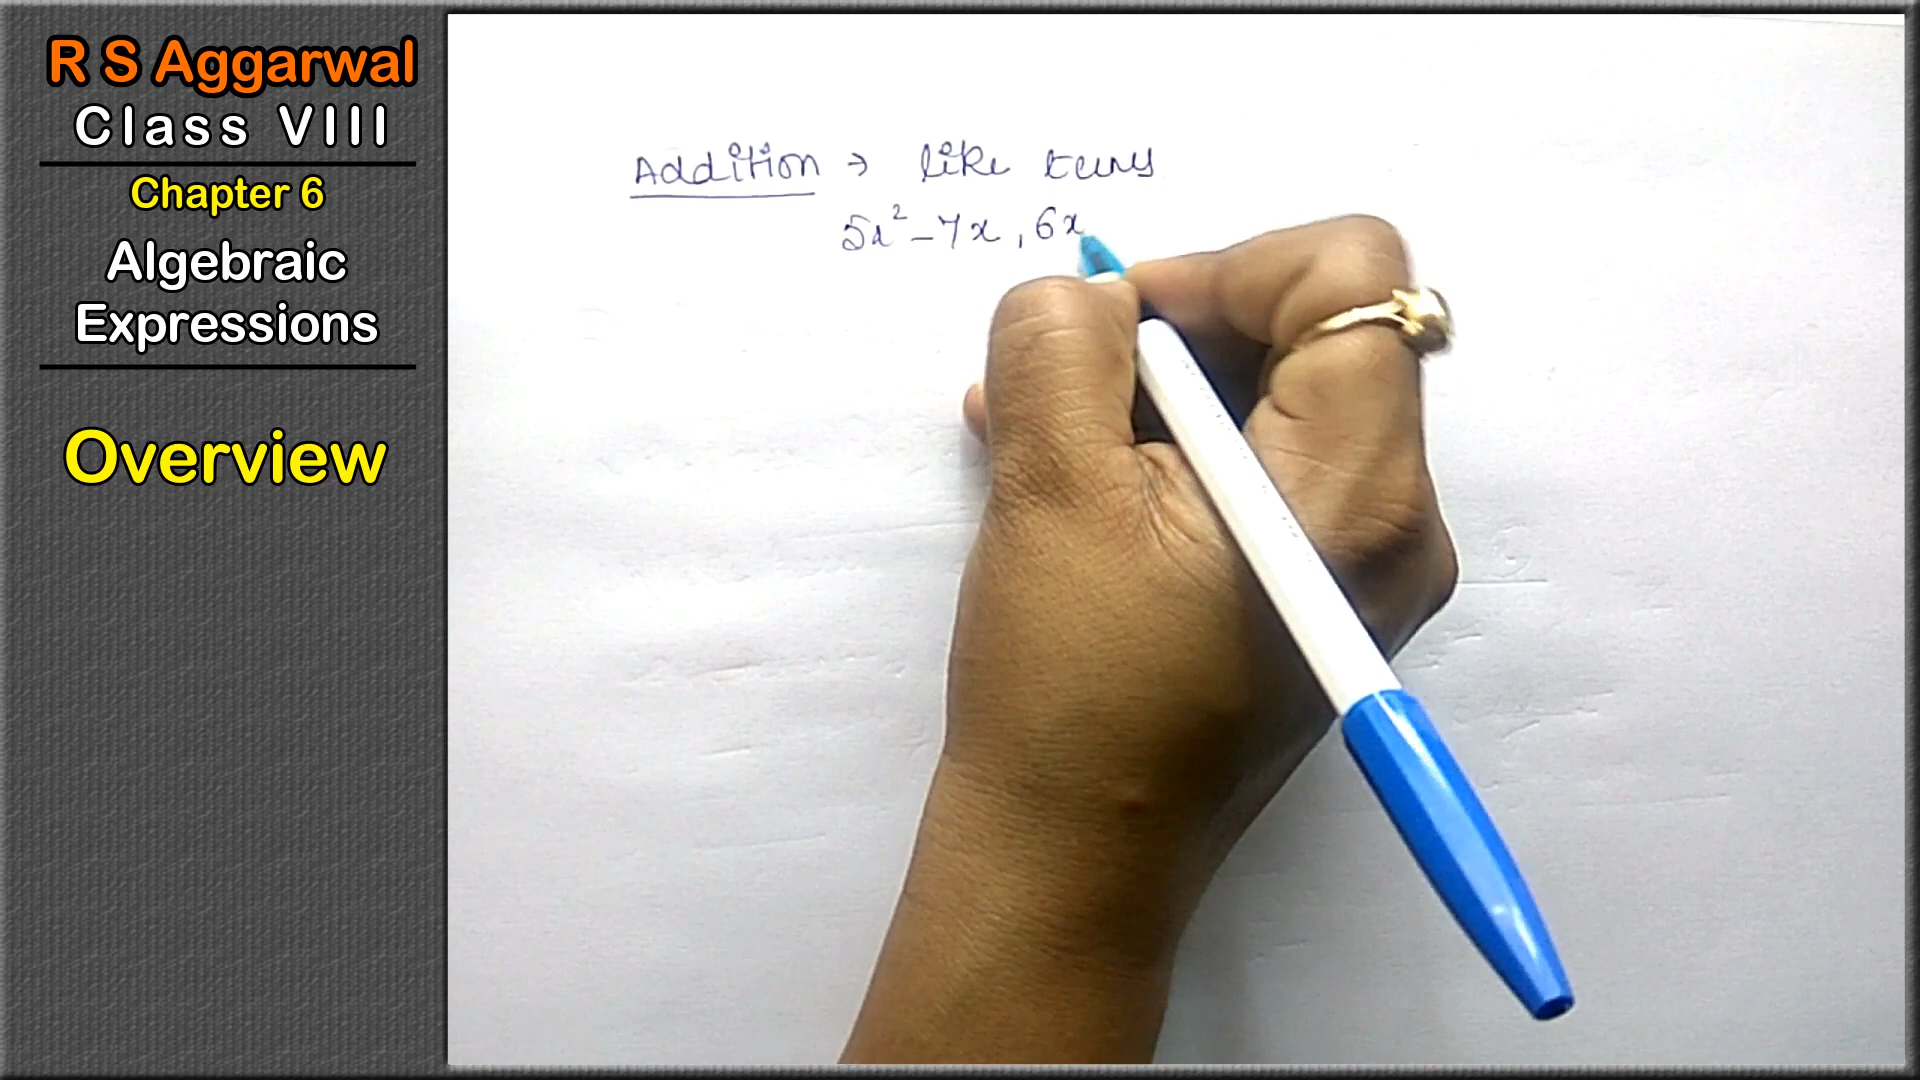 R S Aggarwal
Class VIII
Chapter 6
Algebraic
Expressions
Overview
Addition → like terms
5x² - 7x , 6x